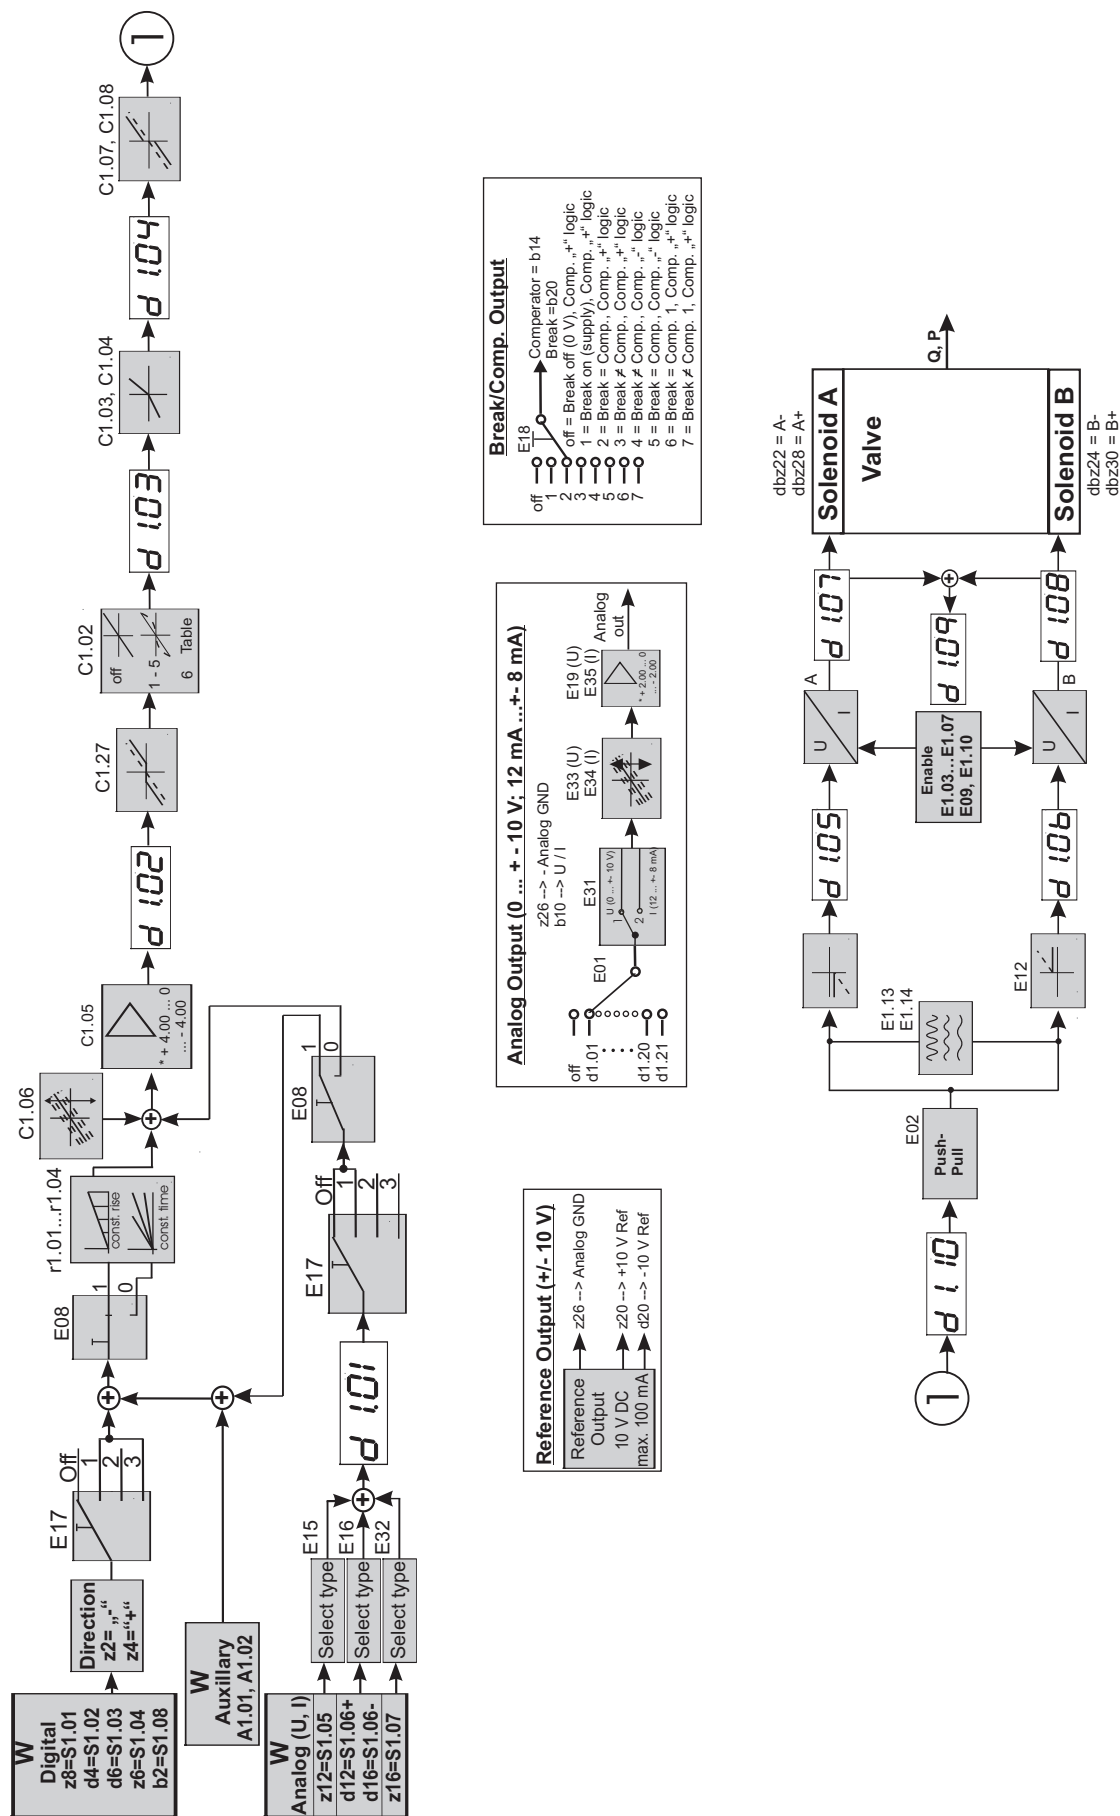 W
Digital
z8=S1.01
d4=S1.02
d6=S1.03
z6=S1.04
b2=S1.08
Direction
z2= „-“
z4=“+“
E17
Off
1
2
3
E08
1
0
r1.01...r1.04
const. rise
const. time
C1.06
C1.05
* + 4.00 ... 0
... - 4.00
d 1.02
C1.27
C1.02
off
1 - 5
6 Table
d 1.03
C1.03, C1.04
d 1.04
C1.07, C1.08
1
W
Auxillary
A1.01, A1.02
W
Analog (U, I)
z12=S1.05
d12=S1.06+
d16=S1.06-
z16=S1.07
Select type
Select type
Select type
E15
E16
E32
d 1.01
E17
Off
1
2
3
E08
1
0
Reference Output (+/- 10 V)
Reference
Output
10 V DC
max. 100 mA
z26 --> Analog GND
z20 --> +10 V Ref
d20 --> -10 V Ref
Analog Output (0 ... + - 10 V; 12 mA ...+- 8 mA)
z26 --> - Analog GND
b10 --> U / I
off
d1.01
d1.20
d1.21
E01
E31
U (0 ... +- 10 V)
1
2
I (12 ... +- 8 mA)
E33 (U)
E34 (I)
E19 (U)
E35 (I)
* + 2.00 ... 0
... - 2.00
Analog
out
Break/Comp. Output
off
1
2
3
4
5
6
7
E18
Comperator = b14
Break =b20
off = Break off (0 V), Comp. „+“ logic
1 = Break on (supply), Comp. „+“ logic
2 = Break = Comp., Comp. „+“ logic
3 = Break ≠ Comp., Comp. „+“ logic
4 = Break ≠ Comp., Comp. „-“ logic
5 = Break = Comp., Comp. „-“ logic
6 = Break = Comp. 1, Comp. „+“ logic
7 = Break ≠ Comp. 1, Comp. „+“ logic
1
d 1.10
E02
Push-
Pull
E1.13
E1.14
E12
d 1.05
d 1.06
U
I
A
U
I
B
Enable
E1.03... E1.07
E09, E1.10
d 1.07
d 1.09
d 1.08
dbz22 = A-
dbz28 = A+
Solenoid A
Valve
Solenoid B
dbz24 = B-
dbz30 = B+
Q, P